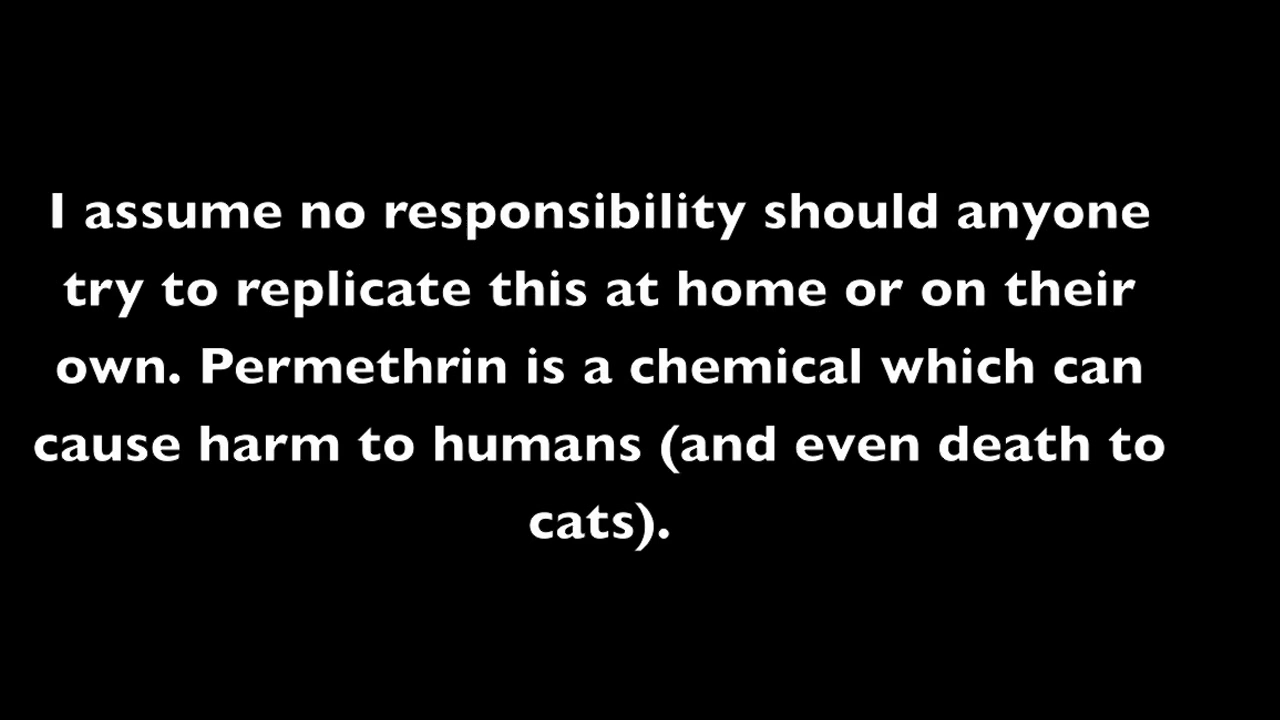 I assume no responsibility should anyone
try to replicate this at home or on their
own. Permethrin is a chemical which can
cause harm to humans (and even death to
cats).